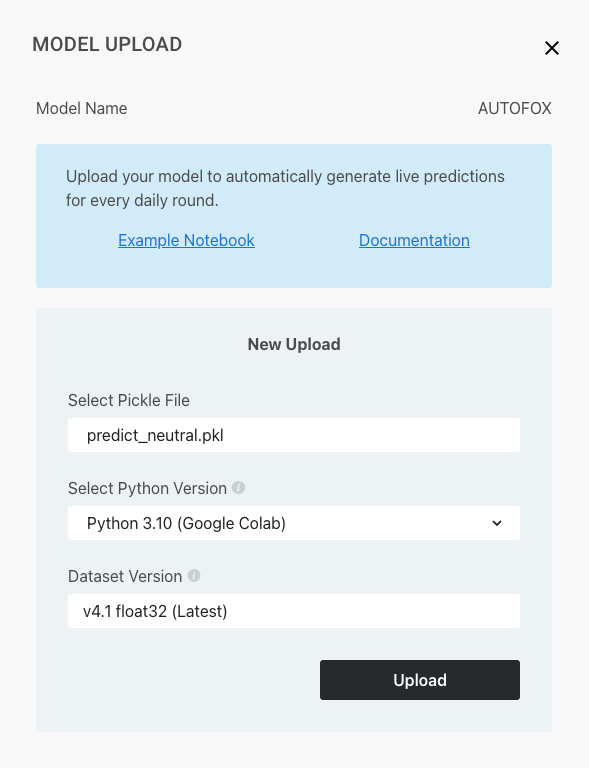 MODEL UPLOAD
Model Name
AUTOFOX
Upload your model to automatically generate live predictions
for every daily round.
Example Notebook
Documentation
New Upload
Select Pickle File
predict_neutral.pkl
Select Python Version
Python 3.10 (Google Colab)
Dataset Version
v4.1 float32 (Latest)
Upload